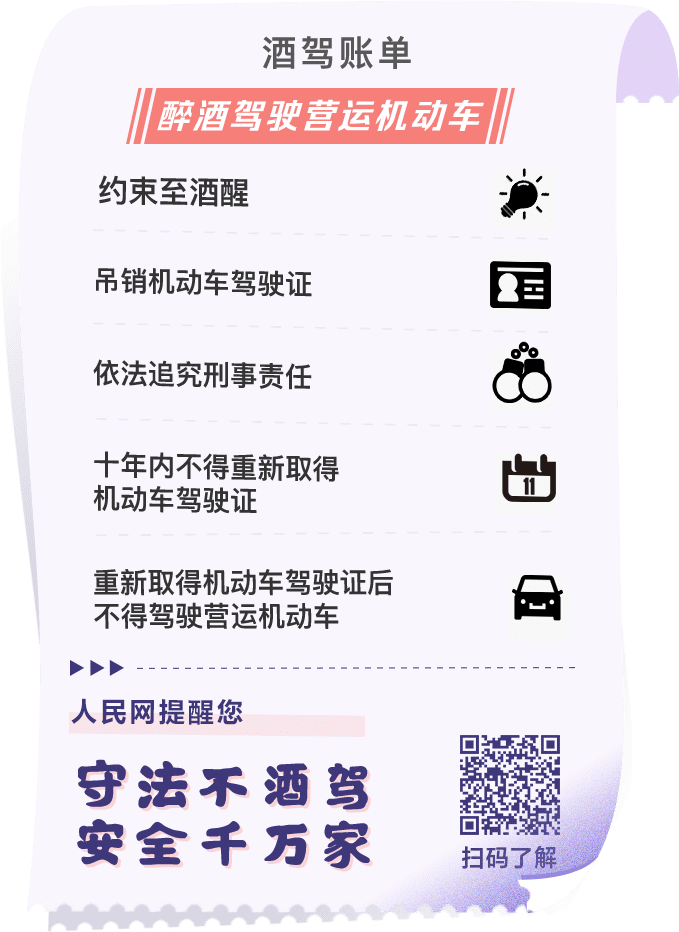 酒驾账单
醉酒驾驶营运机动车
约束至酒醒
吊销机动车驾驶证
依法追究刑事责任
十年内不得重新取得
机动车驾驶证
11
重新取得机动车驾驶证后
不得驾驶营运机动车
人民网提醒您
守法不酒驾
安全千万家
扫码了解